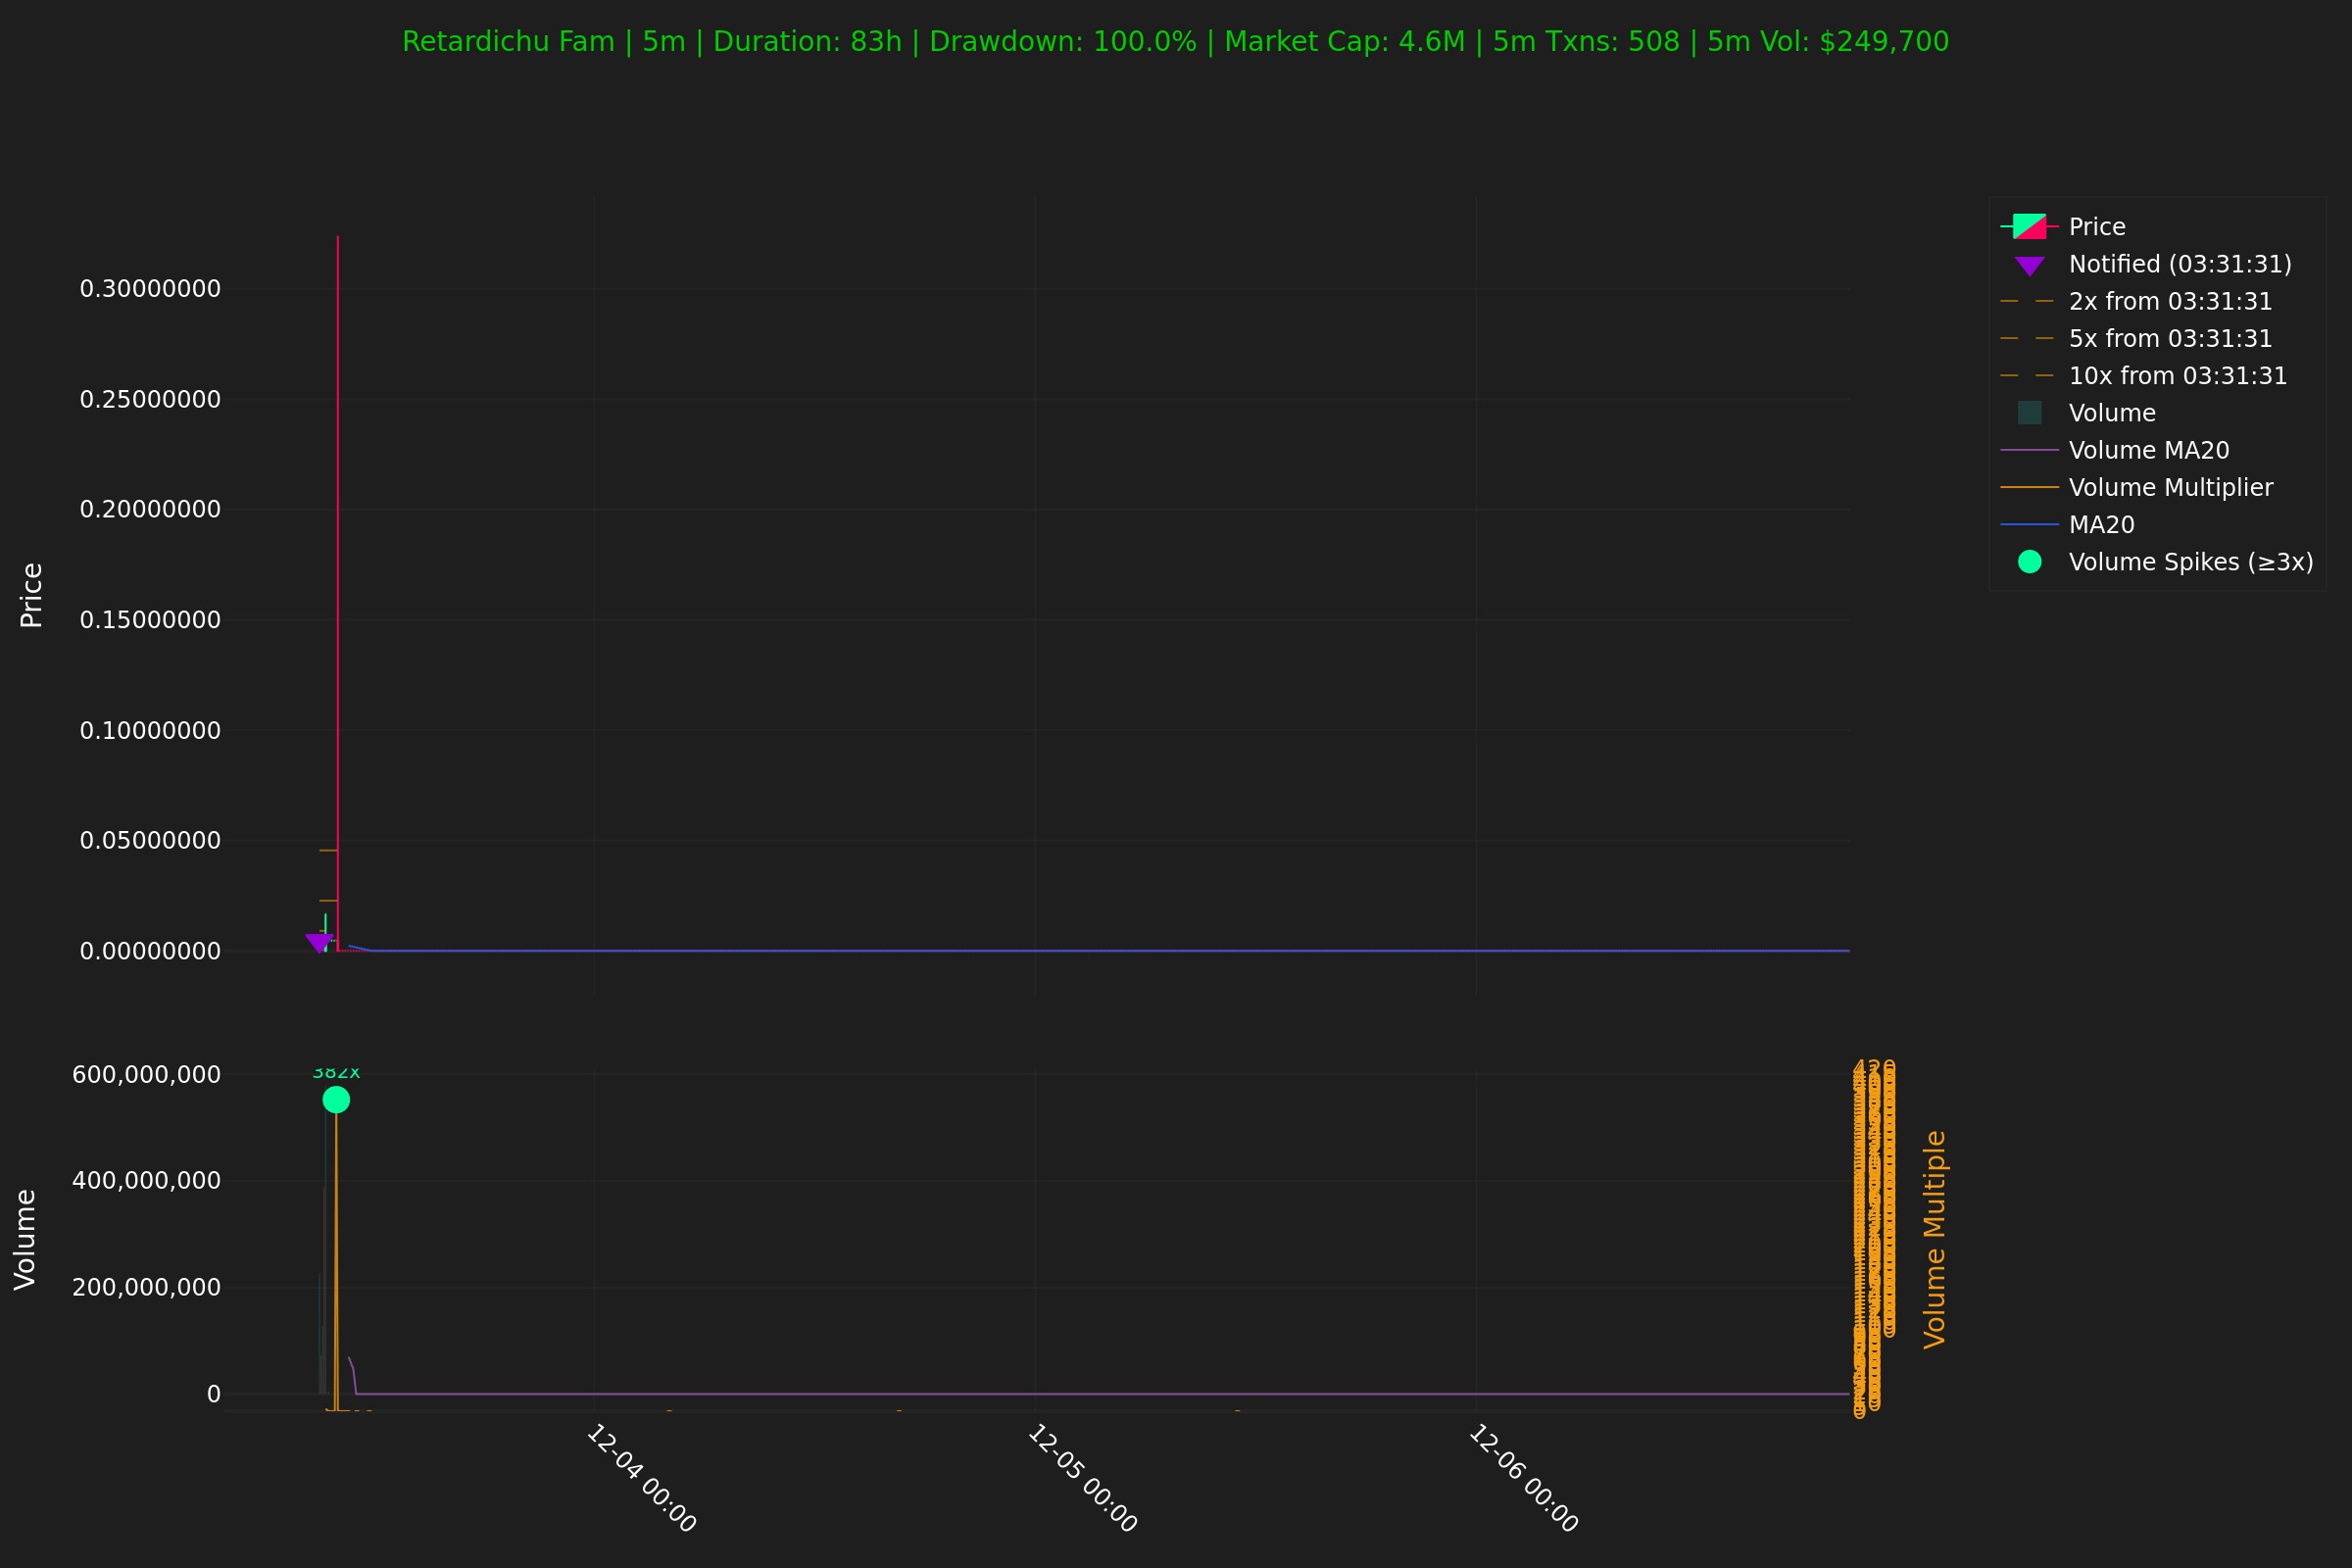 Retardichu Fam | 5m | Duration: 83h | Drawdown: 100.0% | Market Cap: 4.6M | 5m Txns: 508 | 5m Vol: $249,700
Price
0.30000000
0.25000000
0.20000000
0.15000000
0.10000000
0.05000000
0.00000000
Price
Notified (03:31:31)
2x from 03:31:31
5x from 03:31:31
10x from 03:31:31
Volume
Volume MA20
Volume Multiplier
MA20
Volume Spikes (≥3x)
Volume
600,000,000
400,000,000
200,000,000
0
382x
420
Volume Multiple
12-04 00:00
12-05 00:00
12-06 00:00